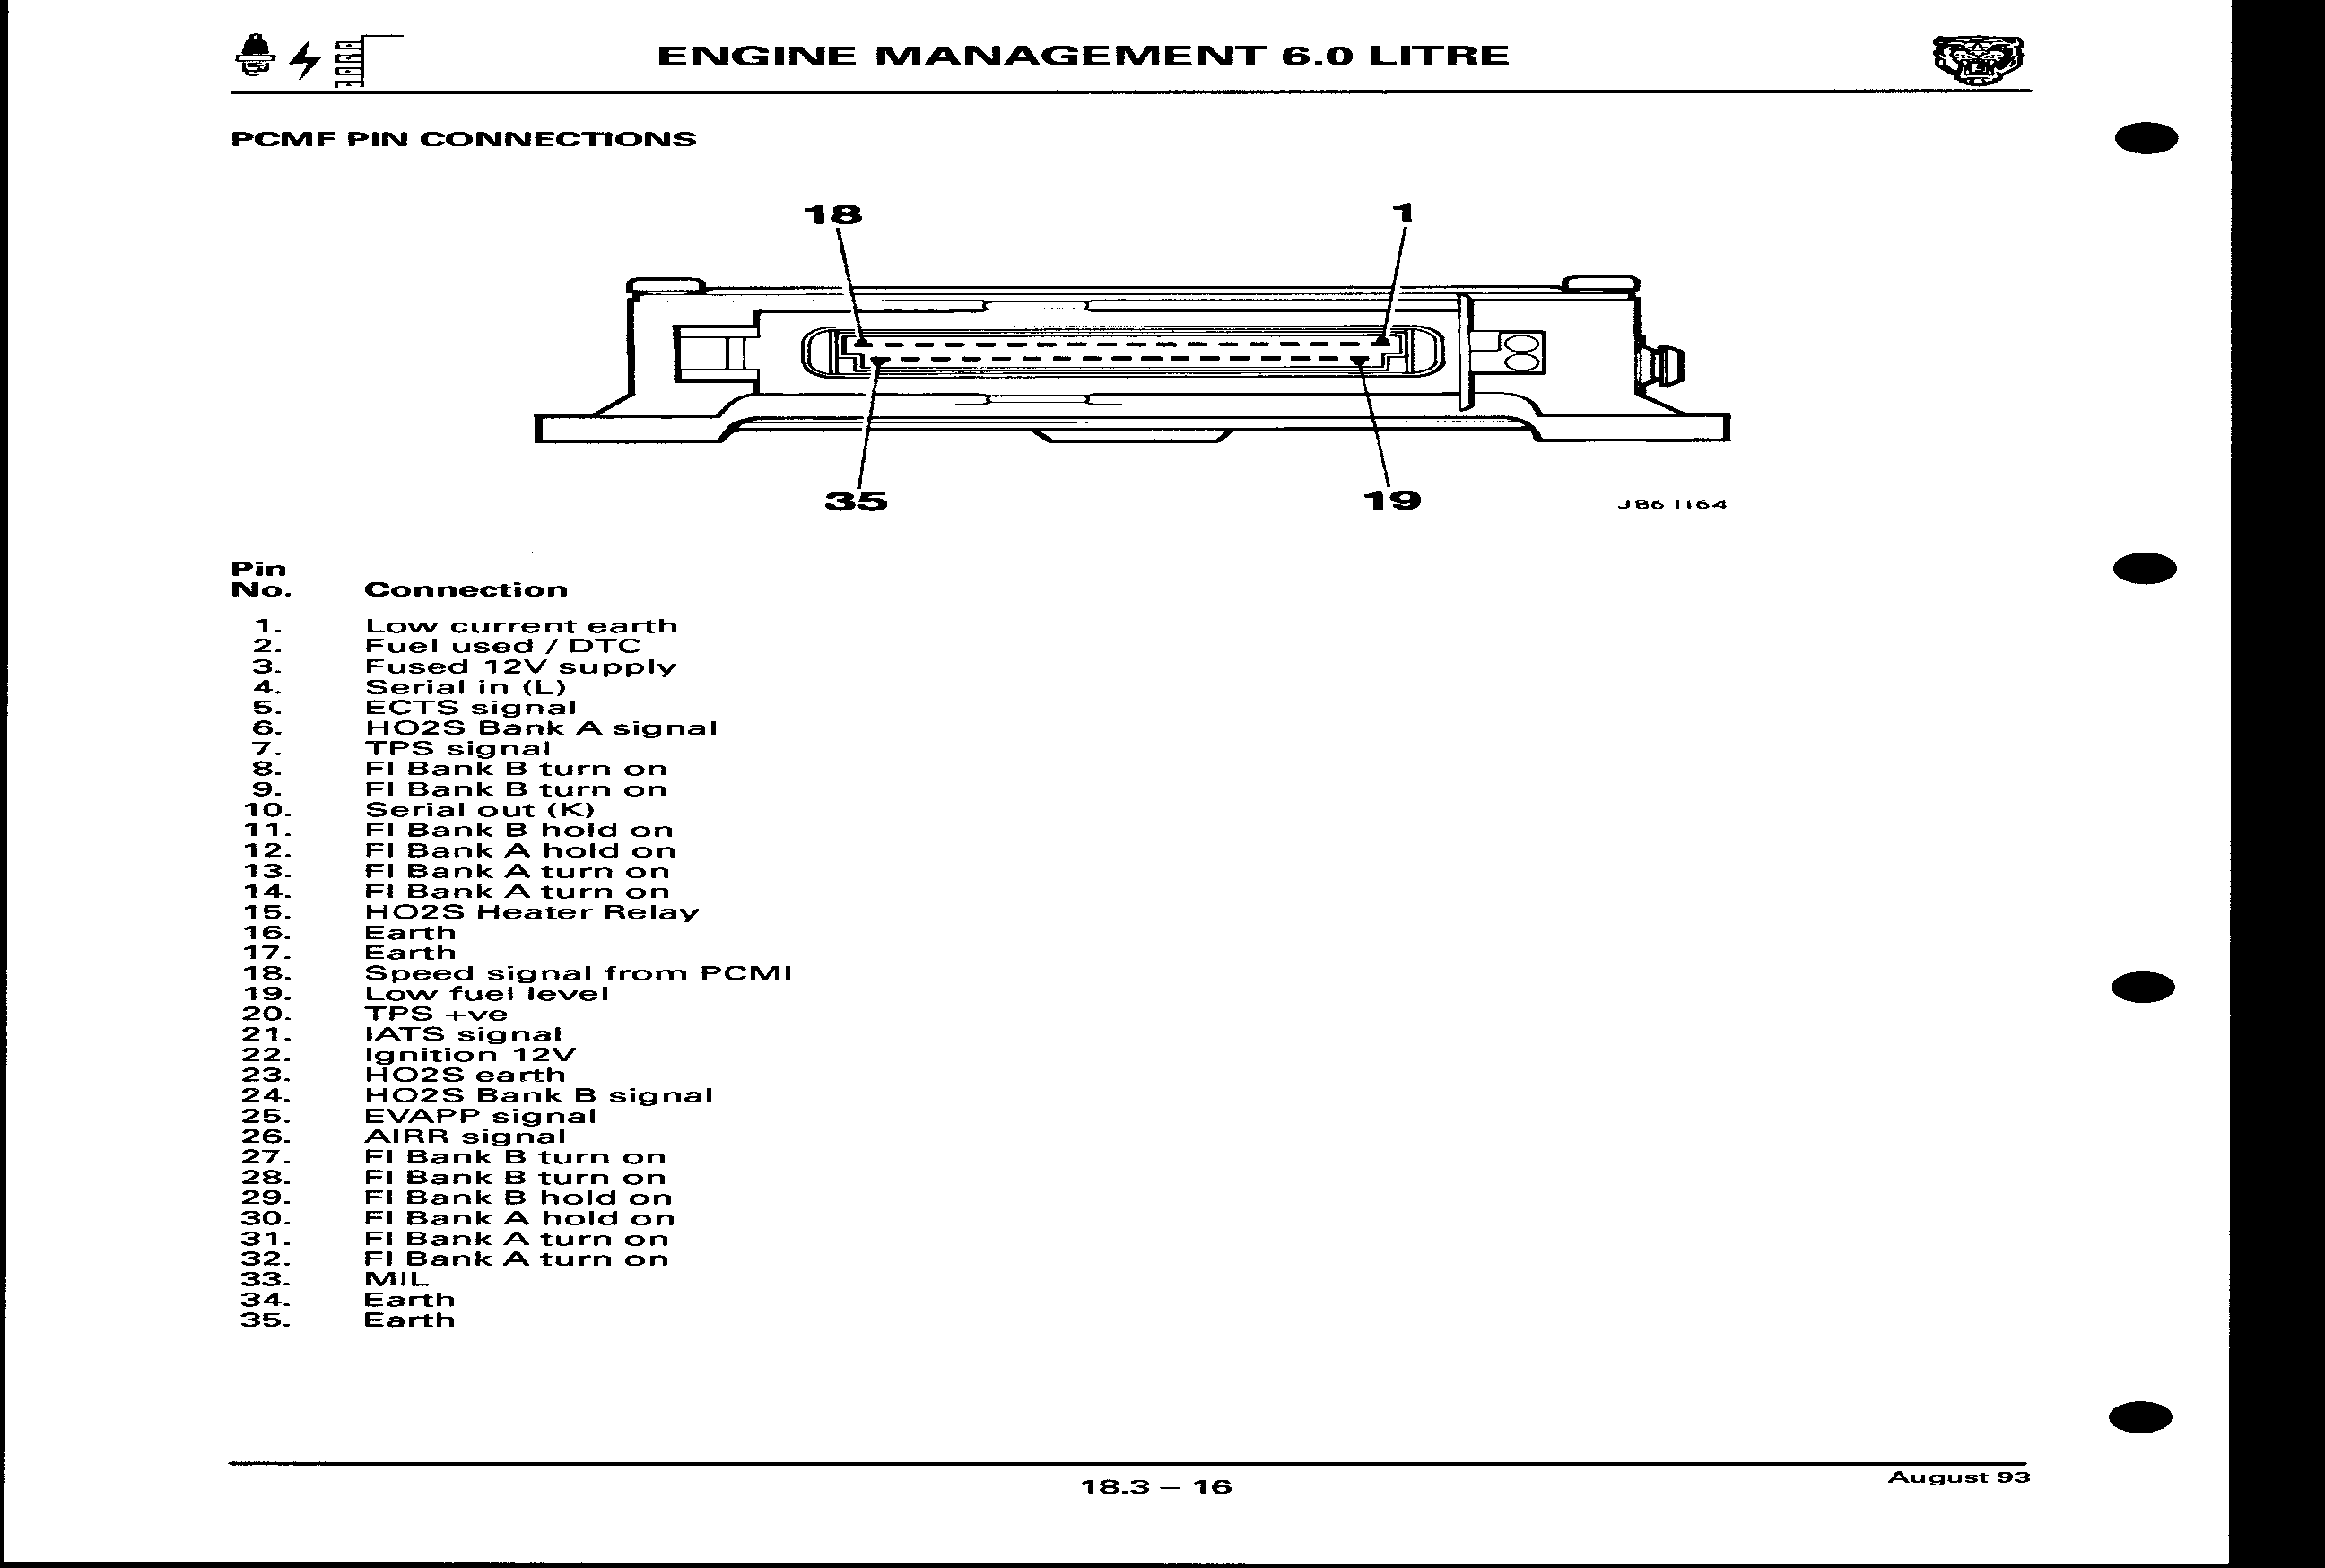 ENGINE MANAGEMENT 6.0 LITRE
PCMF PIN CONNECTIONS
18 1
35 19 J86 1164
Pin
No. Connection
1. Low current earth
2. Fuel used / DTC
3. Fused 12V supply
4. Serial in (L)
5. ECTS signal
6. HO2S Bank A signal
7. TPS signal
8. FI Bank B turn on
9. FI Bank B turn on
10. Serial out (K)
11. FI Bank B hold on
12. FI Bank A hold on
13. FI Bank A turn on
14. FI Bank A turn on
15. HO2S Heater Relay
16. Earth
17. Earth
18. Speed signal from PCMI
19. Low fuel level
20. TPS +ve
21. IATS signal
22. Ignition 12V
23. HO2S earth
24. HO2S Bank B signal
25. EVAPP signal
26. AIRR signal
27. FI Bank B turn on
28. FI Bank B turn on
29. FI Bank B hold on
30. FI Bank A hold on
31. FI Bank A turn on
32. FI Bank A turn on
33. MIL
34. Earth
35. Earth
18.3 – 16
August 93